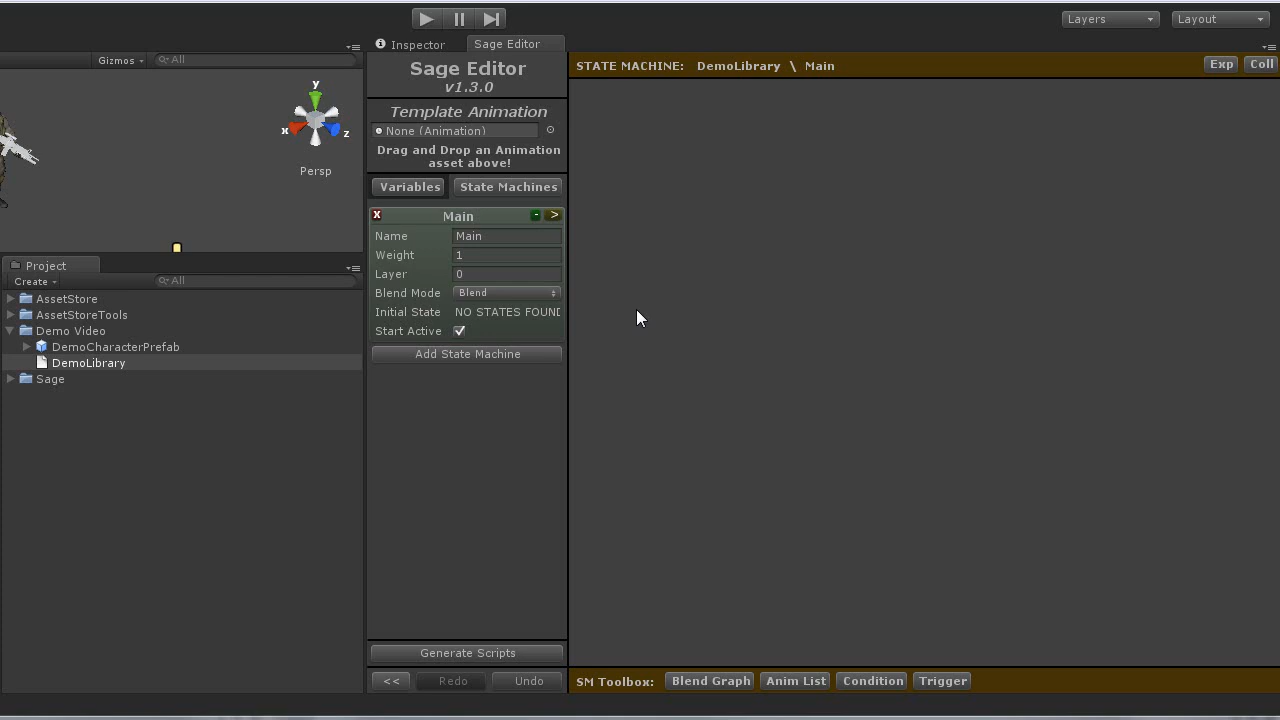 Layers
Layout
Gizmos
All
y
x
z
Persp
Project
Create
All
AssetStore
AssetStoreTools
Demo Video
DemoCharacterPrefab
DemoLibrary
Sage
Inspector
Sage Editor
Sage Editor
v1.3.0
Template Animation
None (Animation)
Drag and Drop an Animation
asset above!
Variables
State Machines
X
Main
-
>
Name
Main
Weight
1
Layer
0
Blend Mode
Blend
Initial State
NO STATES FOUND
Start Active
Add State Machine
Generate Scripts
<<
Redo
Undo
STATE MACHINE: DemoLibrary \ Main
Exp
Coll
SM Toolbox:
Blend Graph
Anim List
Condition
Trigger